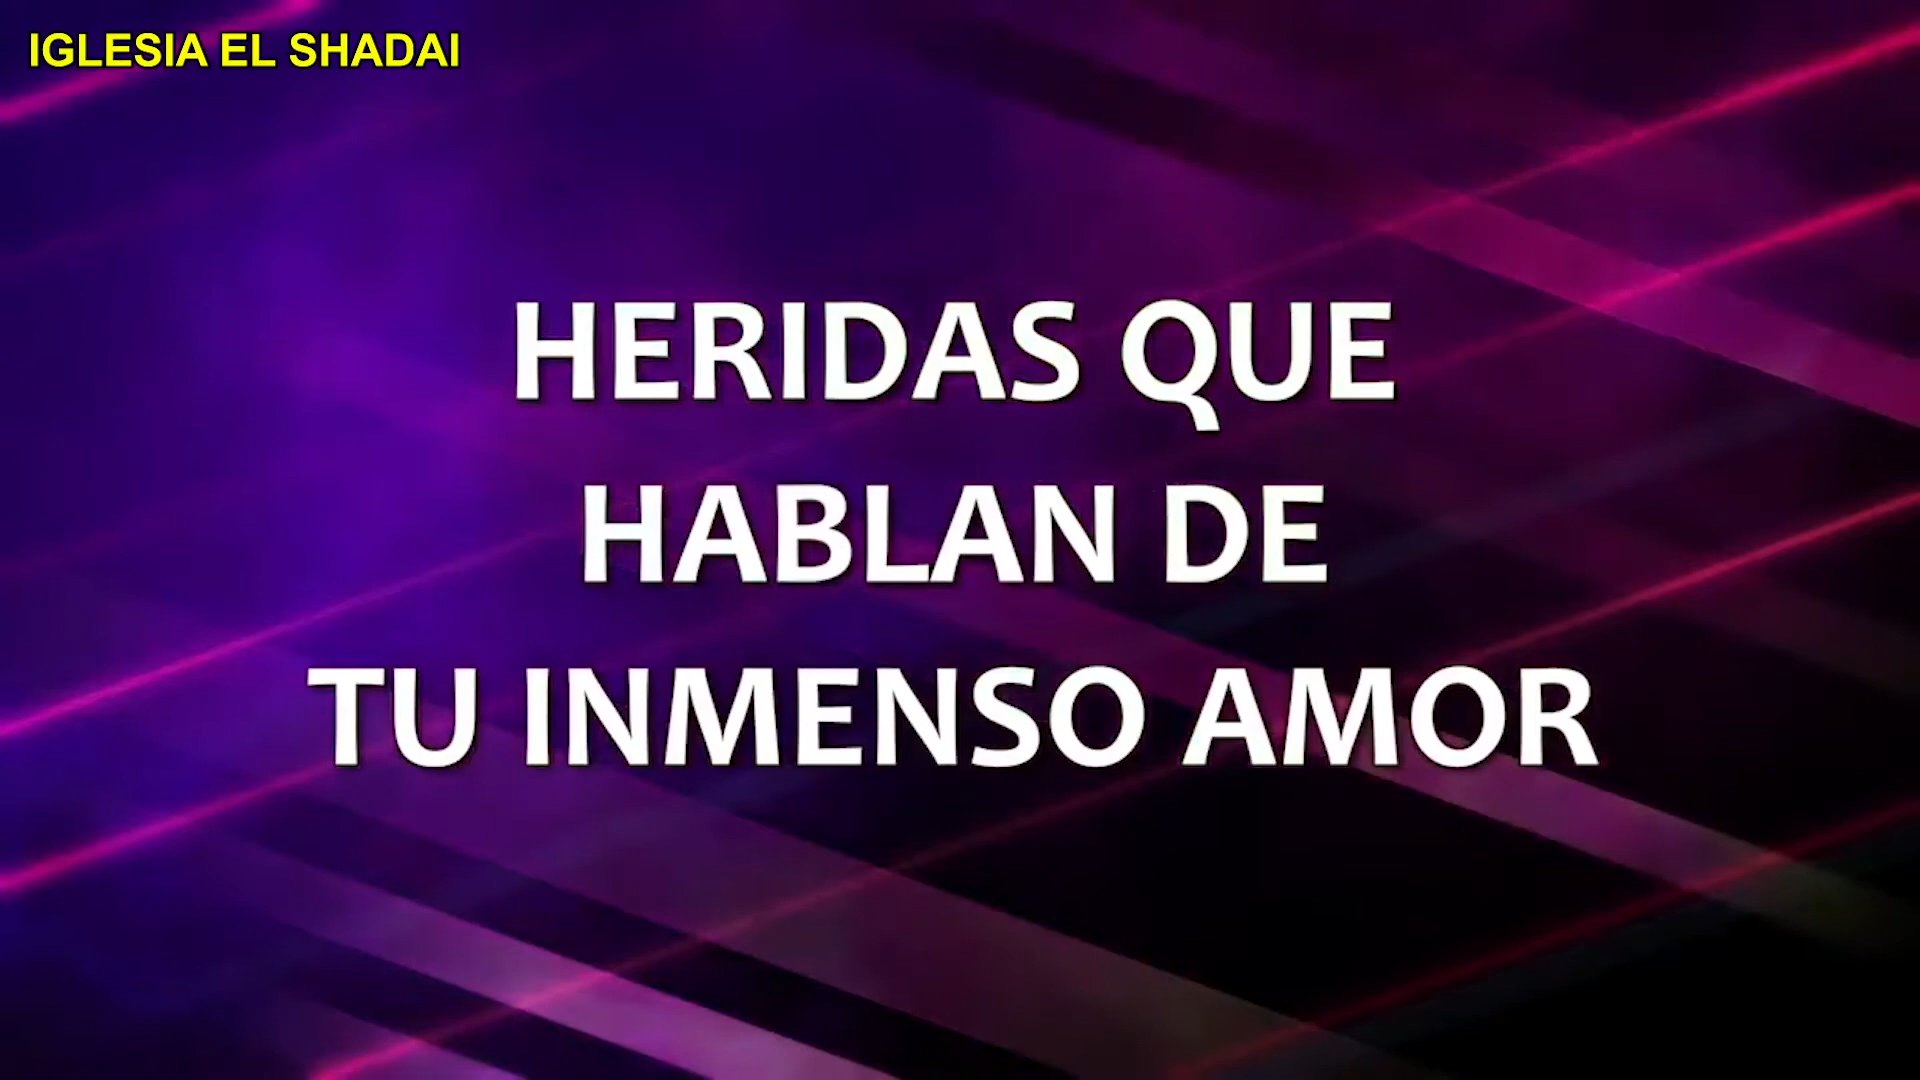 IGLESIA EL SHADAI
HERIDAS QUE
HABLAN DE
TU INMENSO AMOR